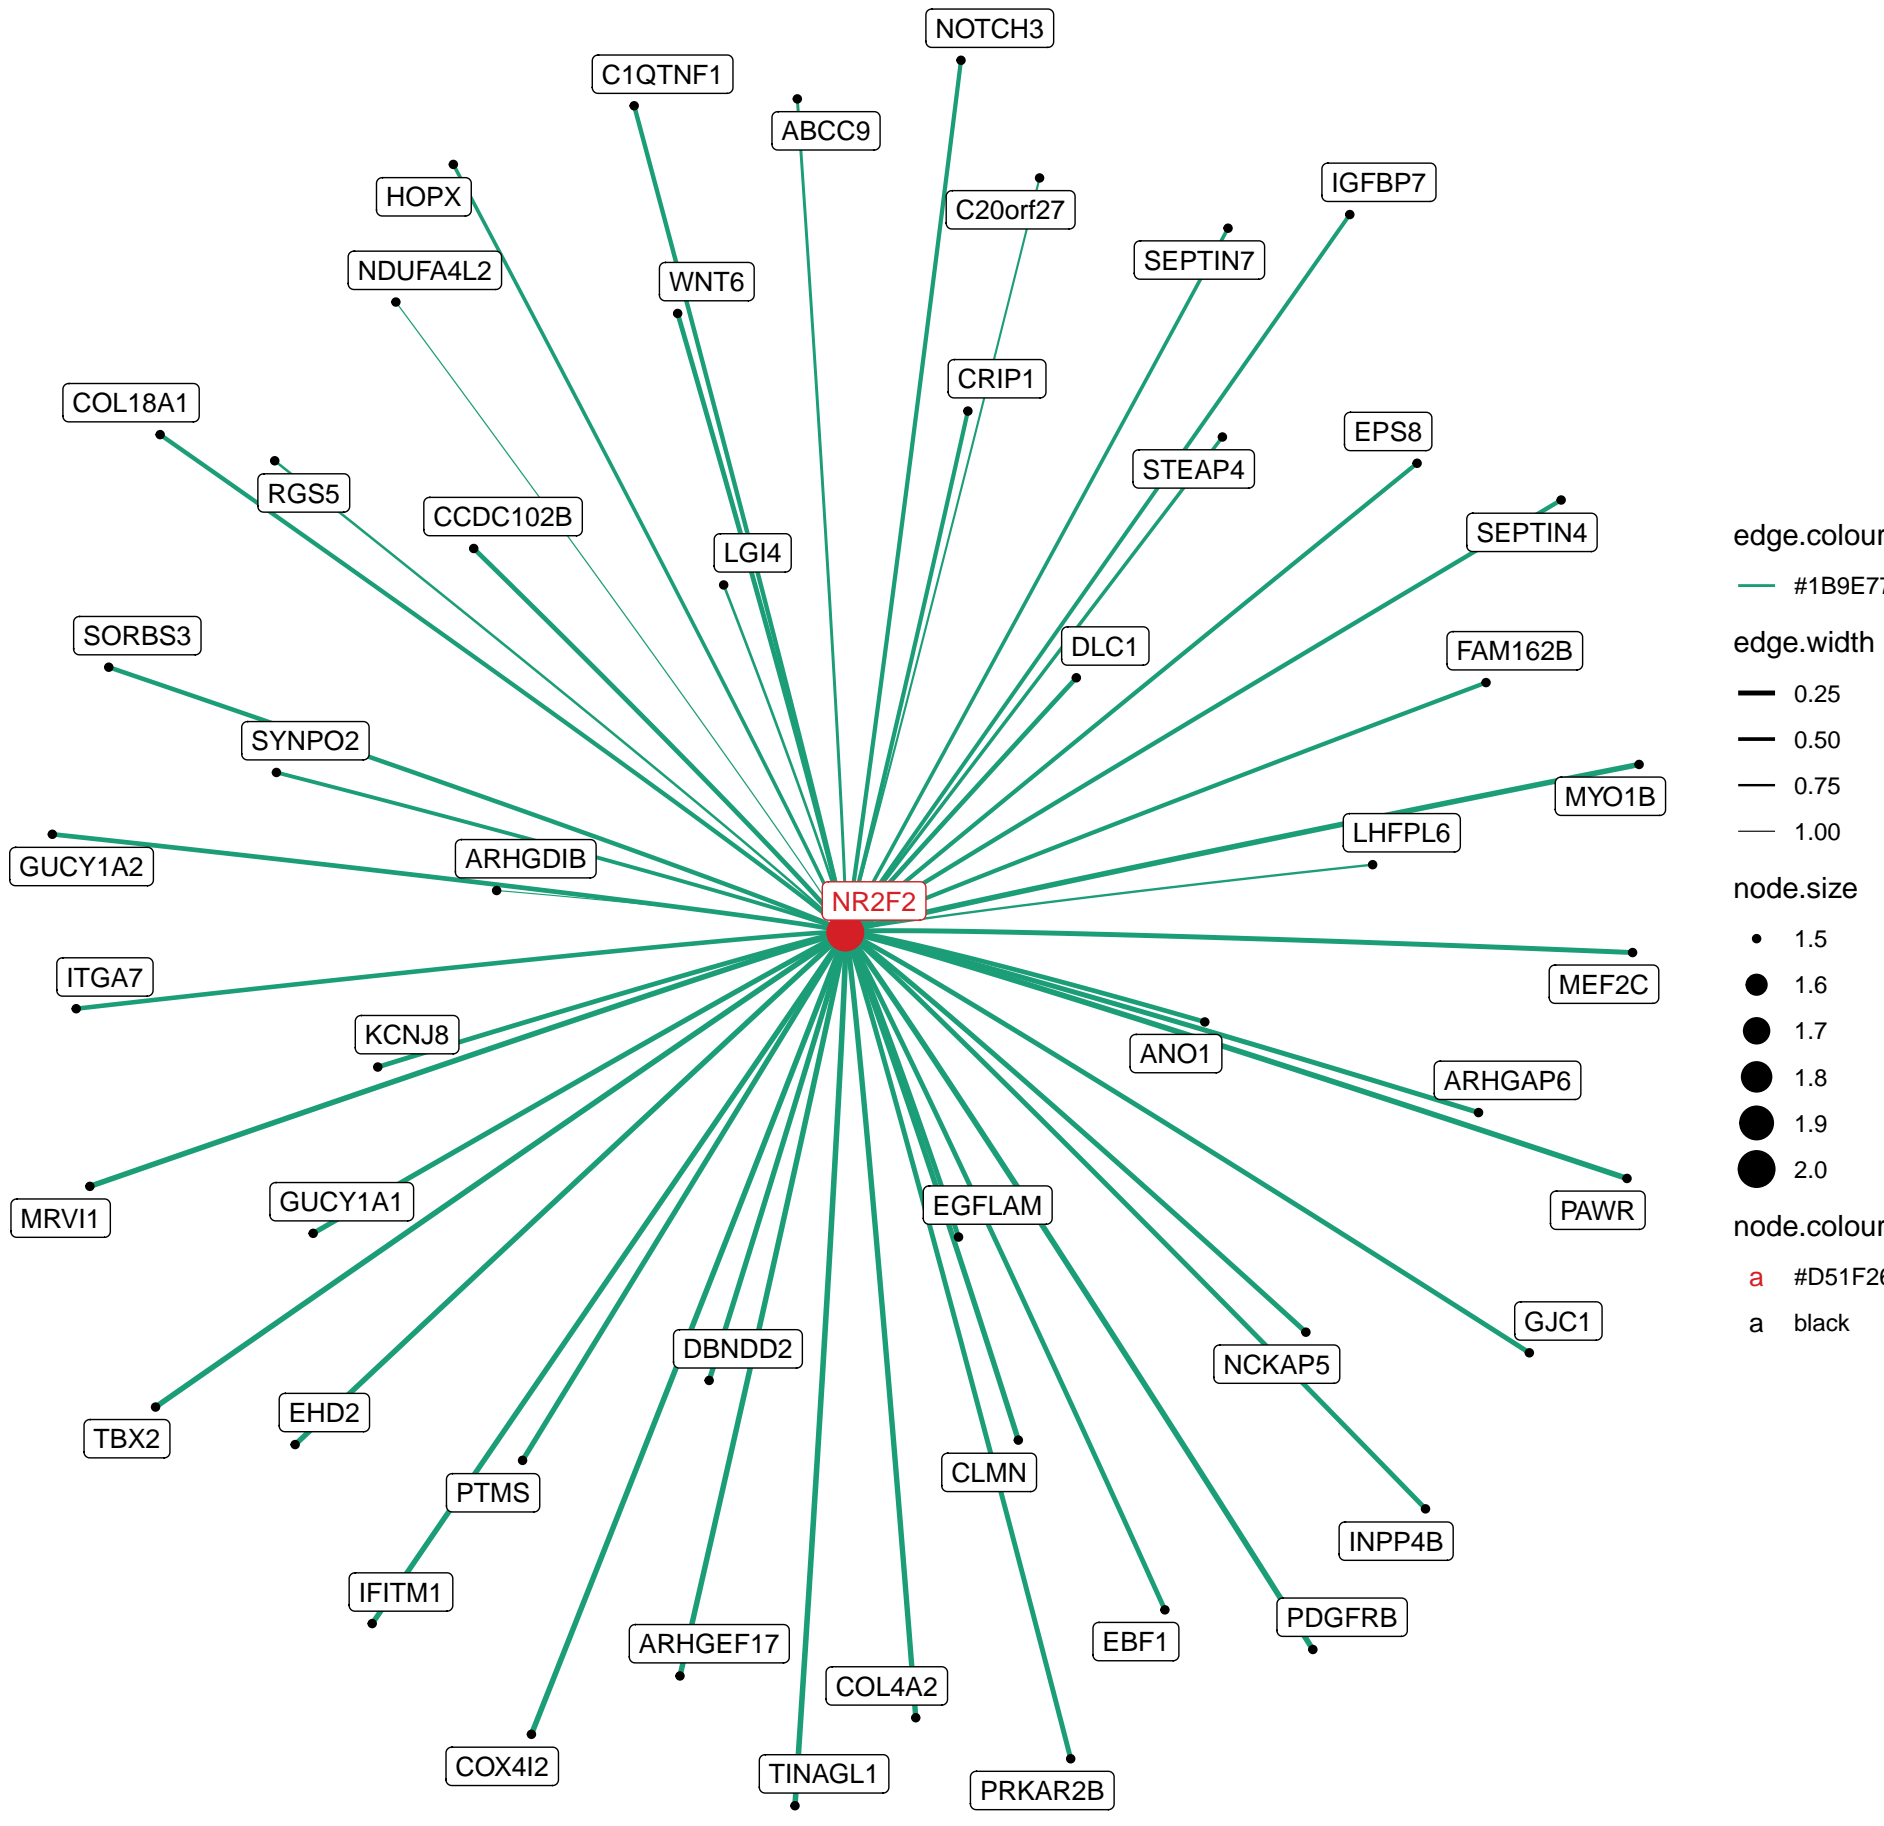 NOTCH3
C1QTNF1
ABCC9
HOPX
C20orf27
IGFBP7
SEPTIN7
NDUFA4L2
WNT6
CRIP1
COL18A1
EPS8
STEAP4
RGS5
CCDC102B
SEPTIN4
LGI4
SORBS3
DLC1
FAM162B
SYNPO2
MYO1B
LHFPL6
GUCY1A2
ARHGDIB
NR2F2
ITGA7
MEF2C
KCNJ8
ANO1
ARHGAP6
GUCY1A1
EGFLAM
PAWR
MRVI1
GJC1
DBNDD2
NCKAP5
EHD2
TBX2
CLMN
PTMS
INPP4B
IFITM1
PDGFRB
EBF1
ARHGEF17
COL4A2
COX4I2
TINAGL1
PRKAR2B
edge.colour
#1B9E77
edge.width
0.25
0.50
0.75
1.00
node.size
1.5
1.6
1.7
1.8
1.9
2.0
node.colour
a #D51F26
a black